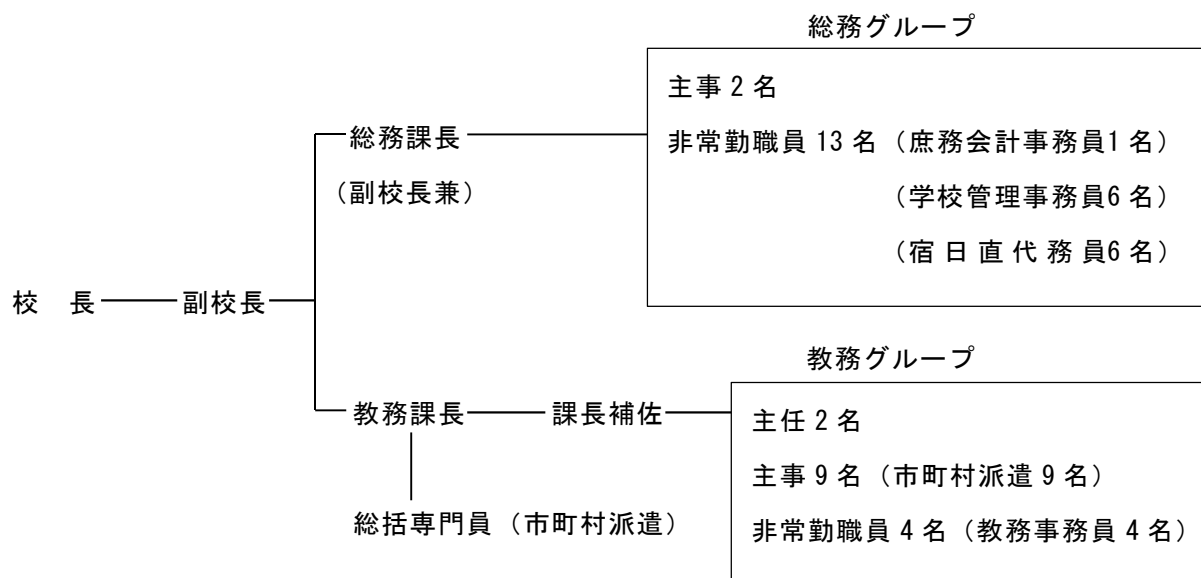 総務グループ
主事 2 名
総務課長
非常勤職員 13 名（庶務会計事務員1 名）
（副校長兼）
（学校管理事務員6 名）
（宿日直代務員6 名）
校　長
副校長
教務グループ
教務課長
課長補佐
主任 2 名
主事 9 名（市町村派遣 9 名）
総括専門員（市町村派遣）
非常勤職員 4 名（教務事務員 4 名）